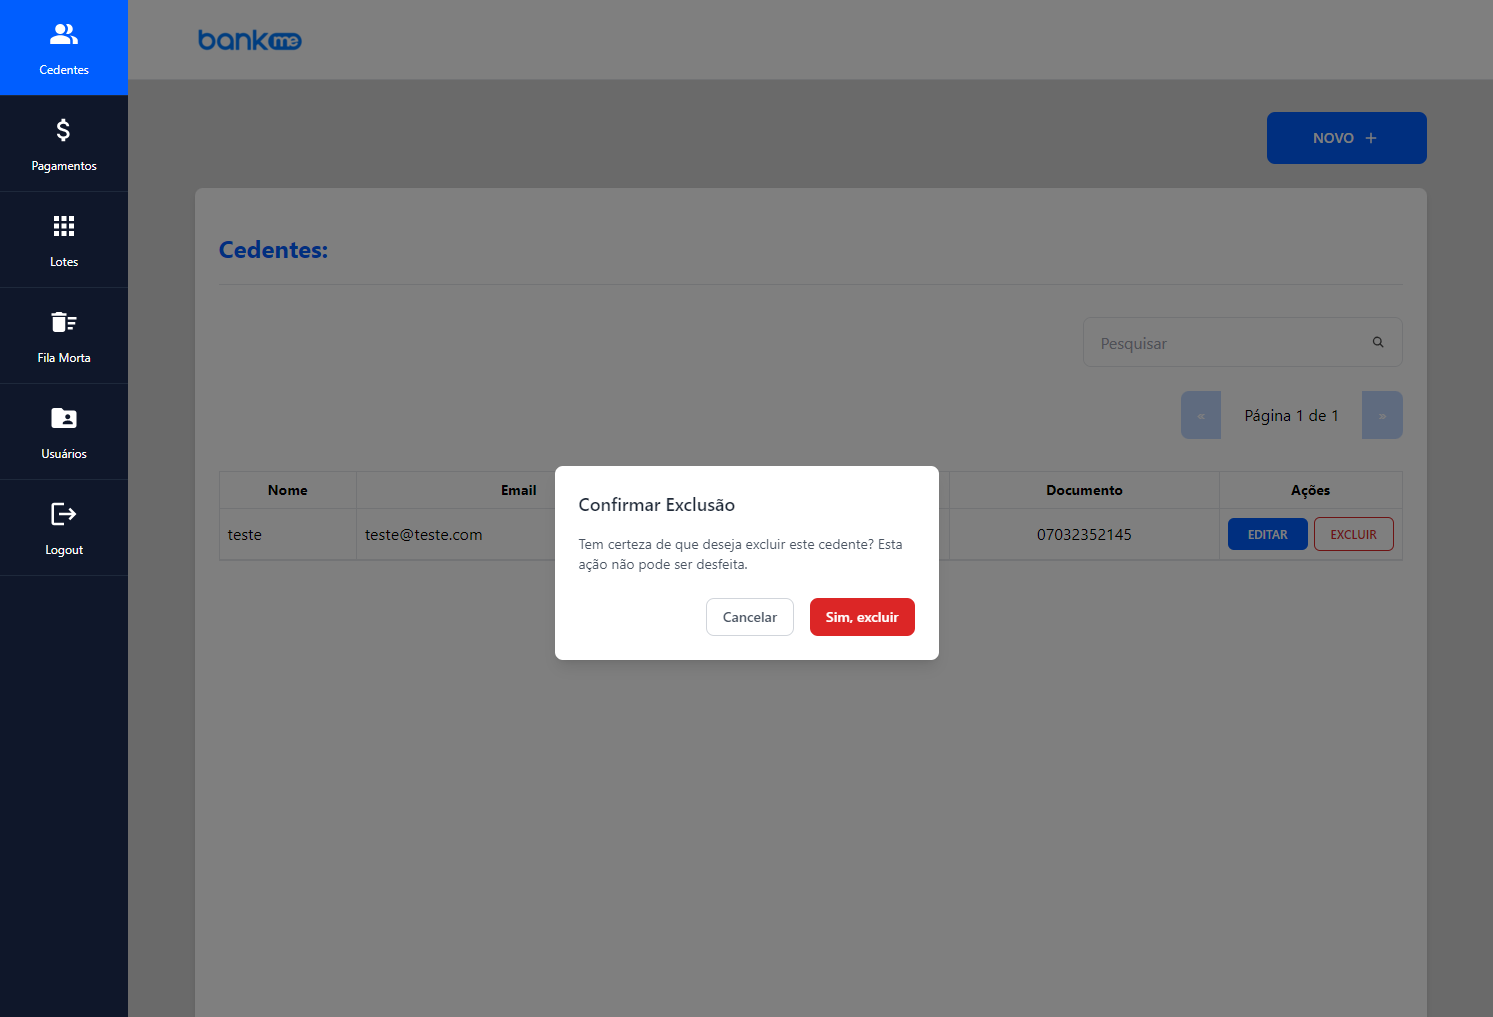 bankme
Cedentes
Pagamentos
Lotes
Fila Morta
Usuários
Logout
NOVO +
Cedentes:
Pesquisar
« Página 1 de 1 »
Nome Email Documento Ações
teste teste@teste.com 07032352145 EDITAR EXCLUIR
Confirmar Exclusão
Tem certeza de que deseja excluir este cedente? Esta
ação não pode ser desfeita.
Cancelar Sim, excluir